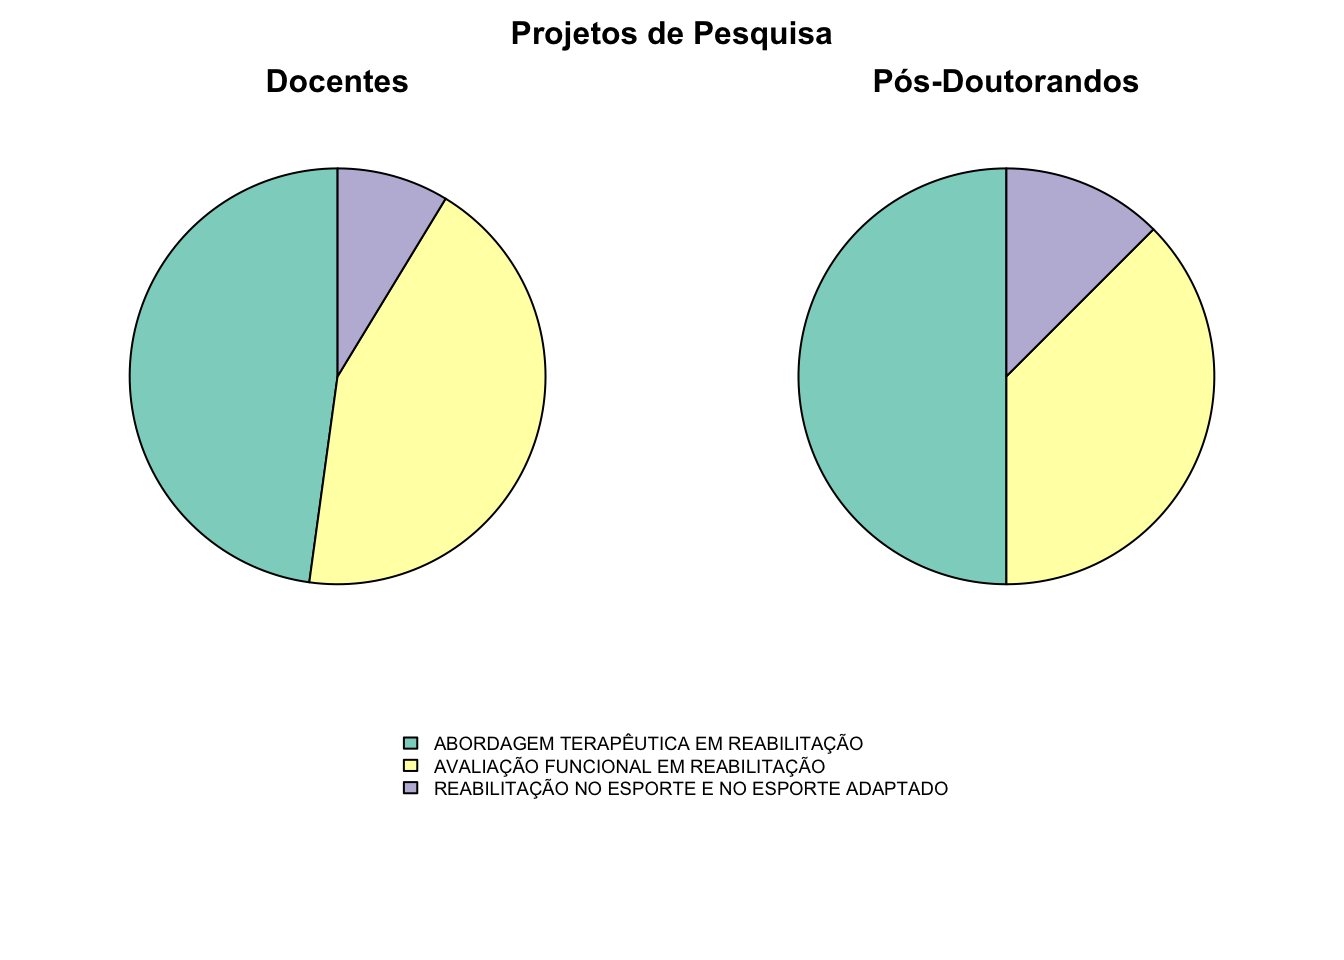 Projetos de Pesquisa
Docentes
Pós-Doutorandos
ABORDAGEM TERAPÊUTICA EM REABILITAÇÃO
AVALIAÇÃO FUNCIONAL EM REABILITAÇÃO
REABILITAÇÃO NO ESPORTE E NO ESPORTE ADAPTADO